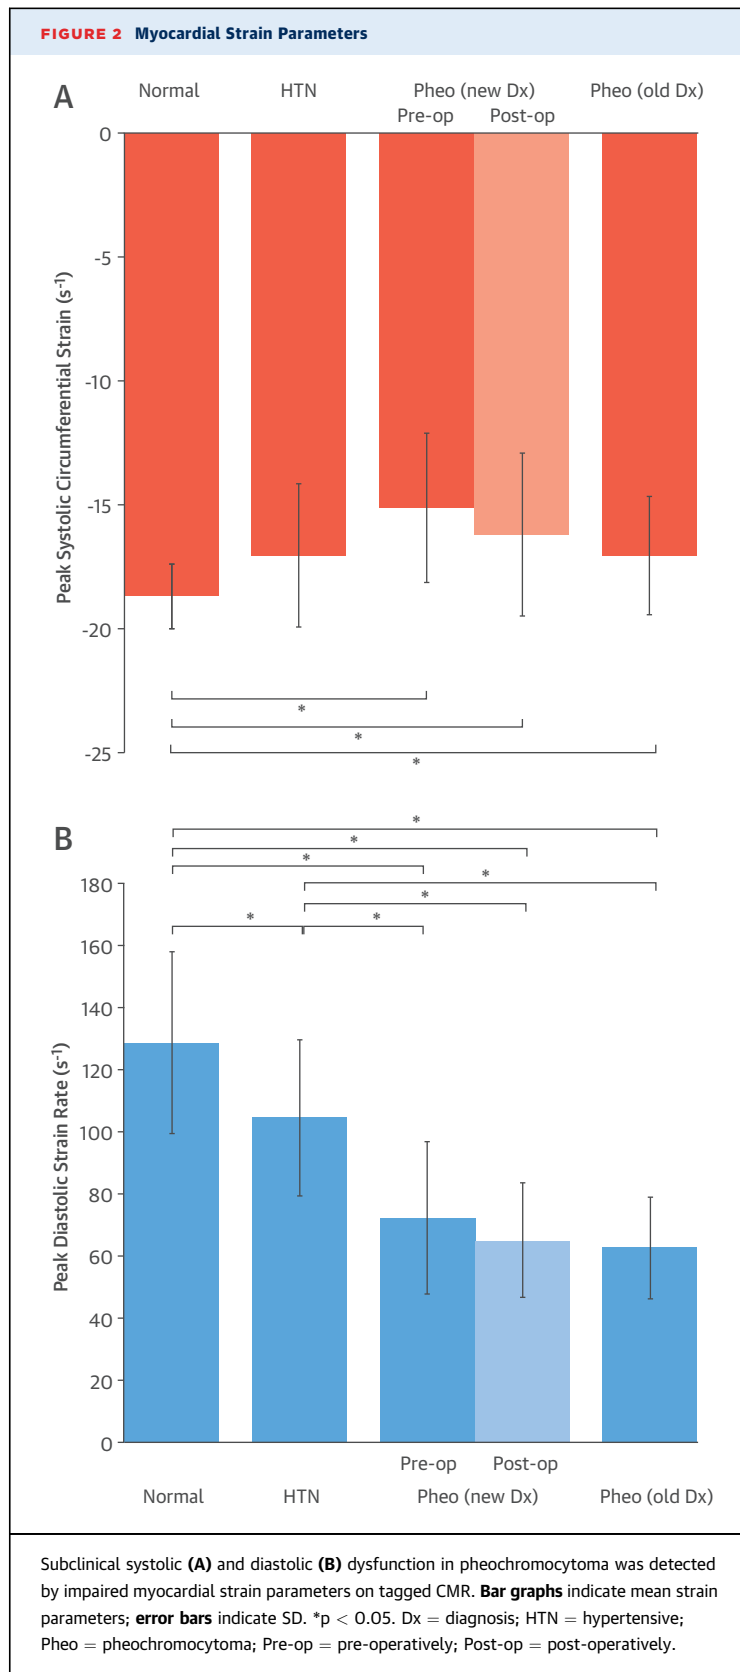 FIGURE 2 Myocardial Strain Parameters
A
Normal HTN Pheo (new Dx) Pheo (old Dx)
Pre-op Post-op
Peak Systolic Circumferential Strain (s-1)
0
-5
-10
-15
-20
-25
*
*
*
B
*
*
*
*
*
* *
Peak Diastolic Strain Rate (s-1)
180
160
140
120
100
80
60
40
20
0
Pre-op Post-op
Normal HTN Pheo (new Dx) Pheo (old Dx)
Subclinical systolic (A) and diastolic (B) dysfunction in pheochromocytoma was detected
by impaired myocardial strain parameters on tagged CMR. Bar graphs indicate mean strain
parameters; error bars indicate SD. *p < 0.05. Dx = diagnosis; HTN = hypertensive;
Pheo = pheochromocytoma; Pre-op = pre-operatively; Post-op = post-operatively.